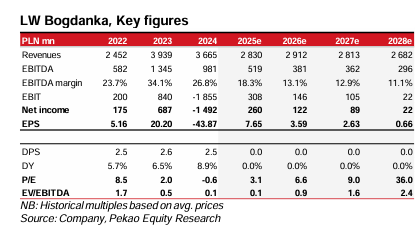 LW Bogdanka, Key figures
PLN mn 2022 2023 2024 2025e 2026e 2027e 2028e
Revenues 2 452 3 939 3 665 2 830 2 912 2 813 2 682
EBITDA 582 1 345 981 519 381 362 296
EBITDA margin 23.7% 34.1% 26.8% 18.3% 13.1% 12.9% 11.1%
EBIT 200 840 -1 855 308 146 105 22
Net income 175 687 -1 492 260 122 89 22
EPS 5.16 20.20 -43.87 7.65 3.59 2.63 0.66
DPS 2.5 2.6 2.5 0.0 0.0 0.0 0.0
DY 5.7% 6.5% 8.9% 0.0% 0.0% 0.0% 0.0%
P/E 8.5 2.0 -0.6 3.1 6.6 9.0 36.0
EV/EBITDA 1.7 0.5 0.1 0.1 0.9 1.6 2.4
NB: Historical multiples based on avg. prices
Source: Company, Pekao Equity Research